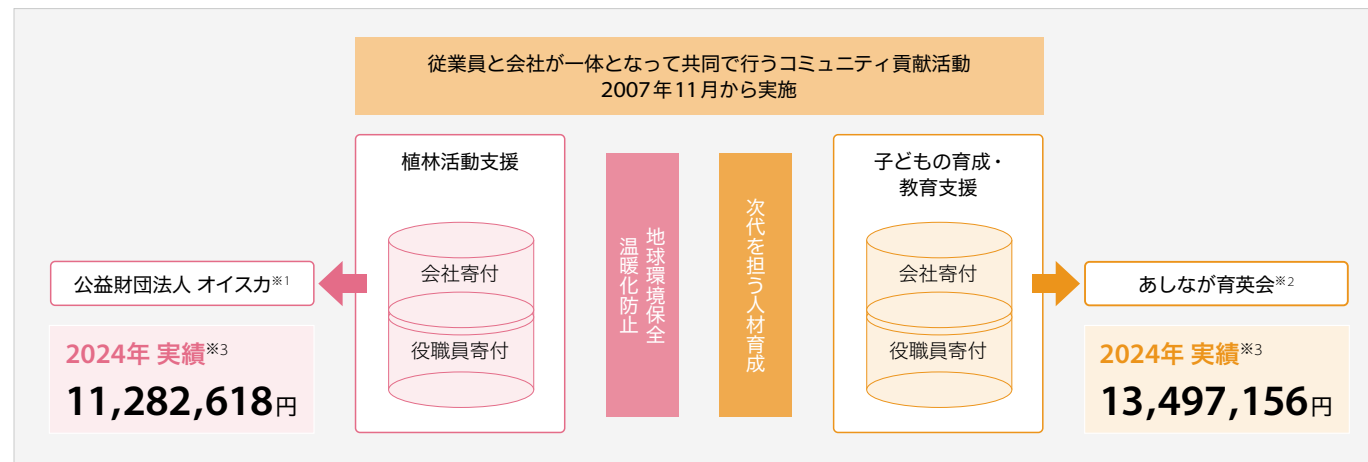 従業員と会社が一体となって共同で行うコミュニティ貢献活動
2007年11月から実施
植林活動支援
会社寄付
役職員寄付
公益財団法人 オイスカ※1
2024年 実績※3
11,282,618円
地球環境保全
温暖化防止
次代を担う人材育成
子どもの育成・
教育支援
会社寄付
役職員寄付
あしなが育英会※2
2024年 実績※3
13,497,156円